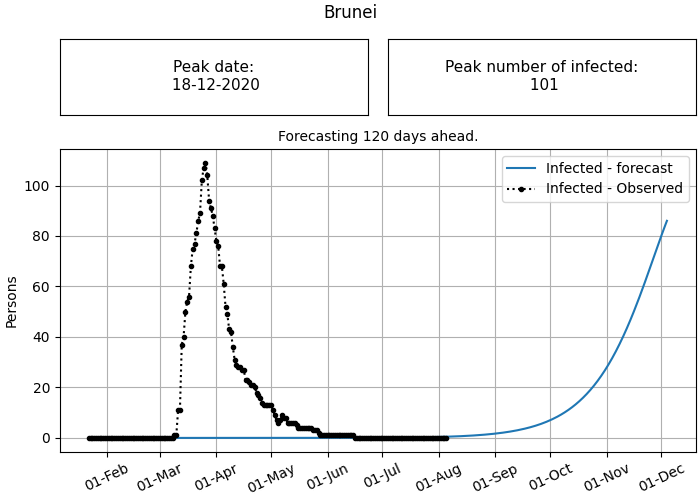 Brunei
Peak date:
18-12-2020
Peak number of infected:
101
Forecasting 120 days ahead.
Infected - forecast
Infected - Observed
Persons
100
80
60
40
20
0
01-Feb
01-Mar
01-Apr
01-May
01-Jun
01-Jul
01-Aug
01-Sep
01-Oct
01-Nov
01-Dec